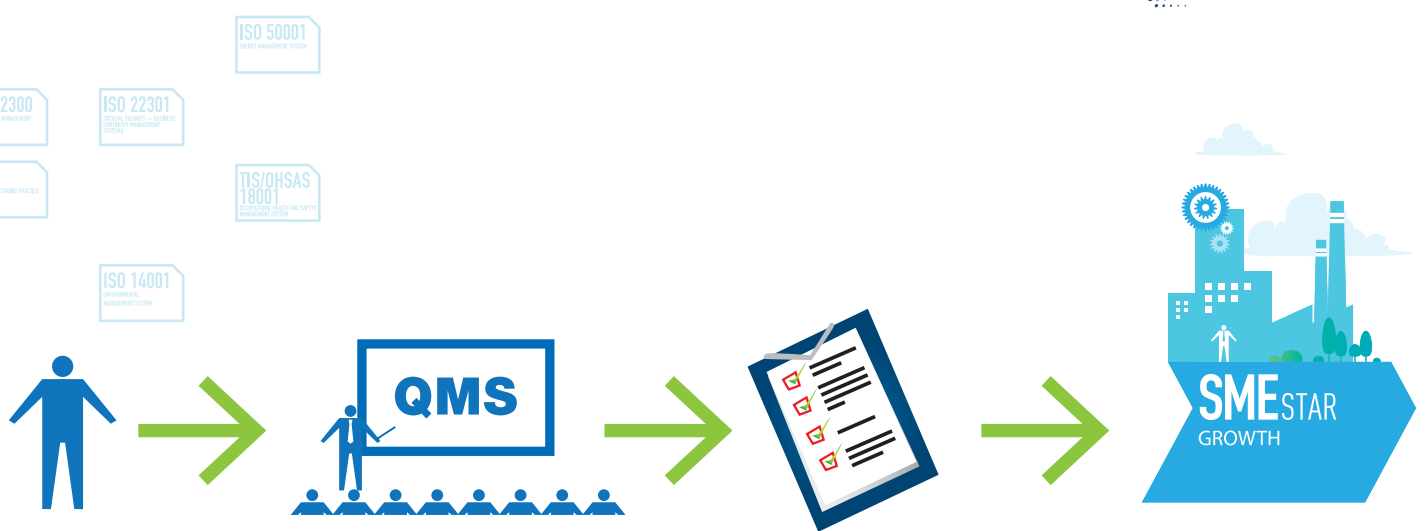 ISO 50001
ENERGY MANAGEMENT SYSTEM
2300
MANAGEMENT
ISO 22301
SOCIETAL SECURITY — BUSINESS
CONTINUITY MANAGEMENT
SYSTEMS
PRACTICE
TIS/OHSAS
18001
OCCUPATIONAL HEALTH AND SAFETY
MANAGEMENT SYSTEM
ISO 14001
ENVIRONMENTAL
MANAGEMENT SYSTEM
QMS
SME STAR
GROWTH